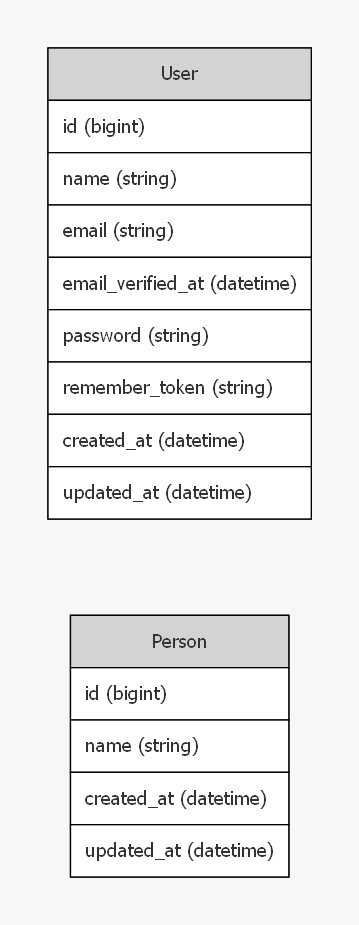 User
id (bigint)
name (string)
email (string)
email_verified_at (datetime)
password (string)
remember_token (string)
created_at (datetime)
updated_at (datetime)
Person
id (bigint)
name (string)
created_at (datetime)
updated_at (datetime)